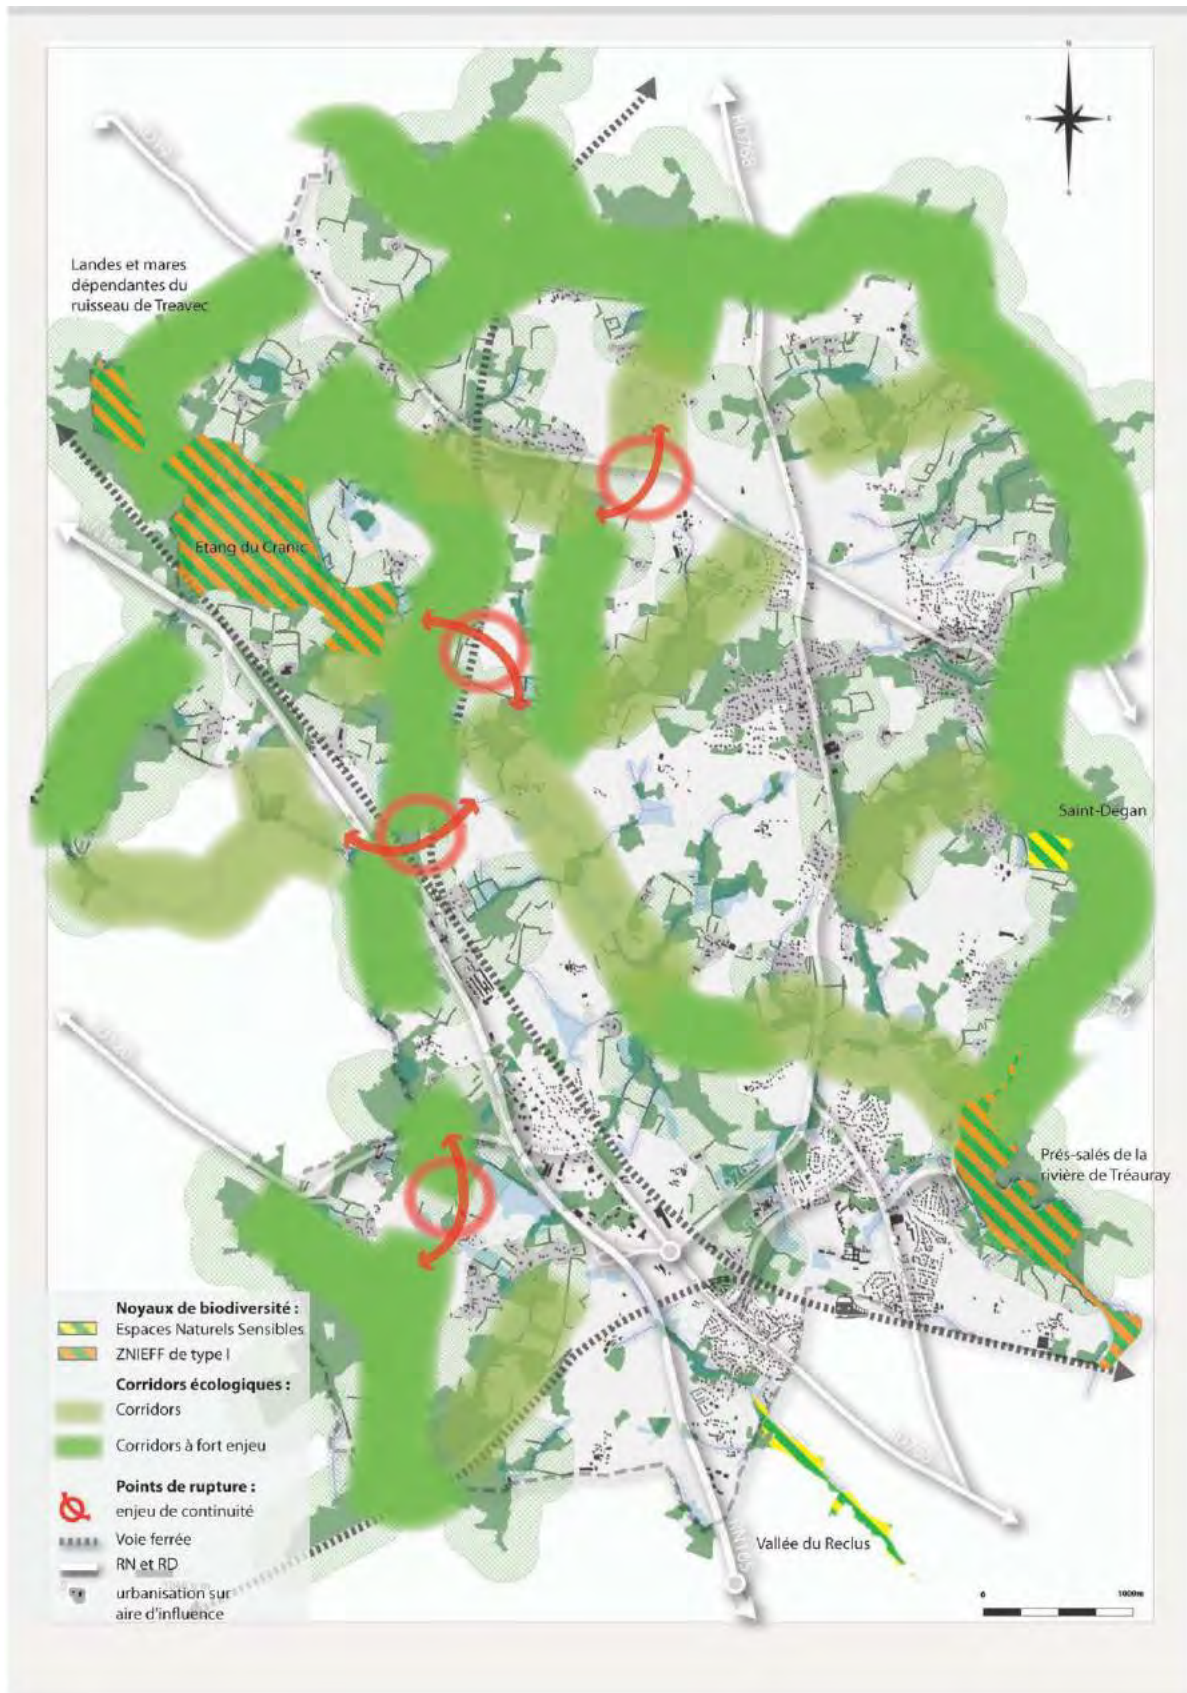 N
O
E
S
RD768
Landes et mares
dépendantes du
ruisseau de Treavec
Etang du Cranic
Saint-Degan
Prés-salés de la
rivière de Tréauray
Noyaux de biodiversité :
Espaces Naturels Sensibles
ZNIEFF de type I
Corridors écologiques :
Corridors
Corridors à fort enjeu
Points de rupture :
enjeu de continuité
Voie ferrée
RN et RD
urbanisation sur
aire d'influence
Vallée du Reclus
0 1000m